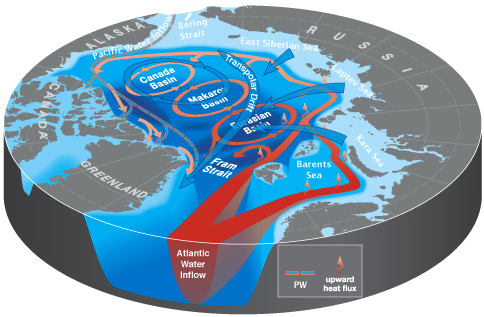 ALASKA
Pacific Water Inflow
Bering
Strait
East Siberian Sea
RUSSIA
Laptev Sea
Kara Sea
Transpolar Drift
Canada
Basin
Makarov
Basin
Eurasian
Basin
CANADA
GREENLAND
Fram
Strait
Barents
Sea
Atlantic
Water
Inflow
PW
upward
heat flux